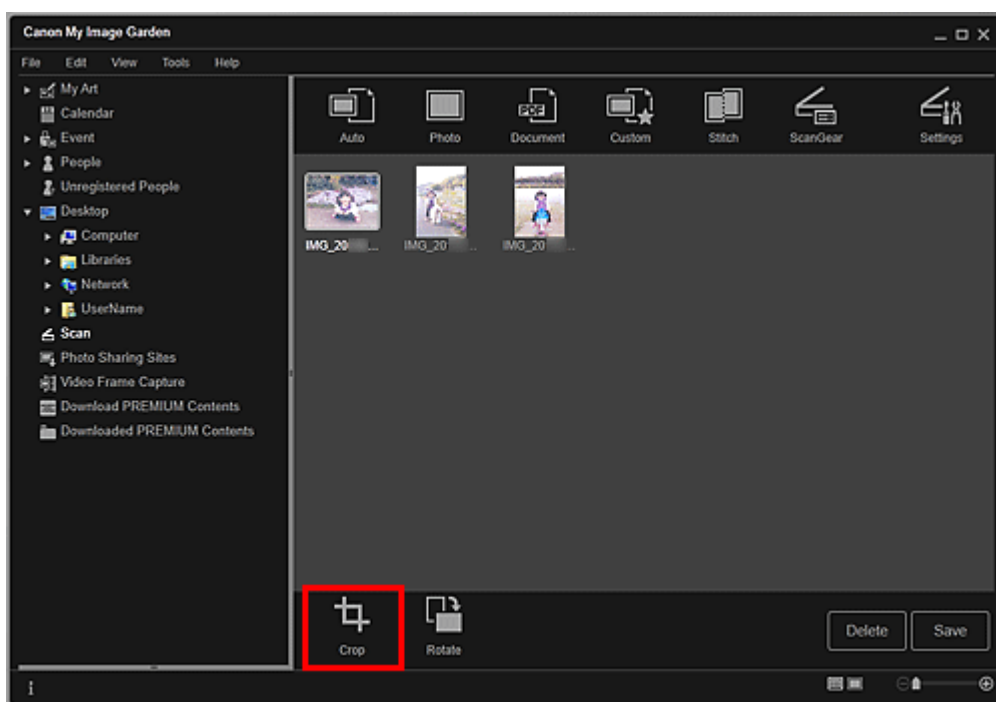 Canon My Image Garden
File Edit View Tools Help
My Art
Calendar
Event
People
Unregistered People
Desktop
Computer
Libraries
Network
UserName
Scan
Photo Sharing Sites
Video Frame Capture
Download PREMIUM Contents
Downloaded PREMIUM Contents
Auto Photo Document Custom Stitch ScanGear Settings
PDF
IMG_20 ... IMG_20 ... IMG_20 ...
Crop Rotate Delete Save